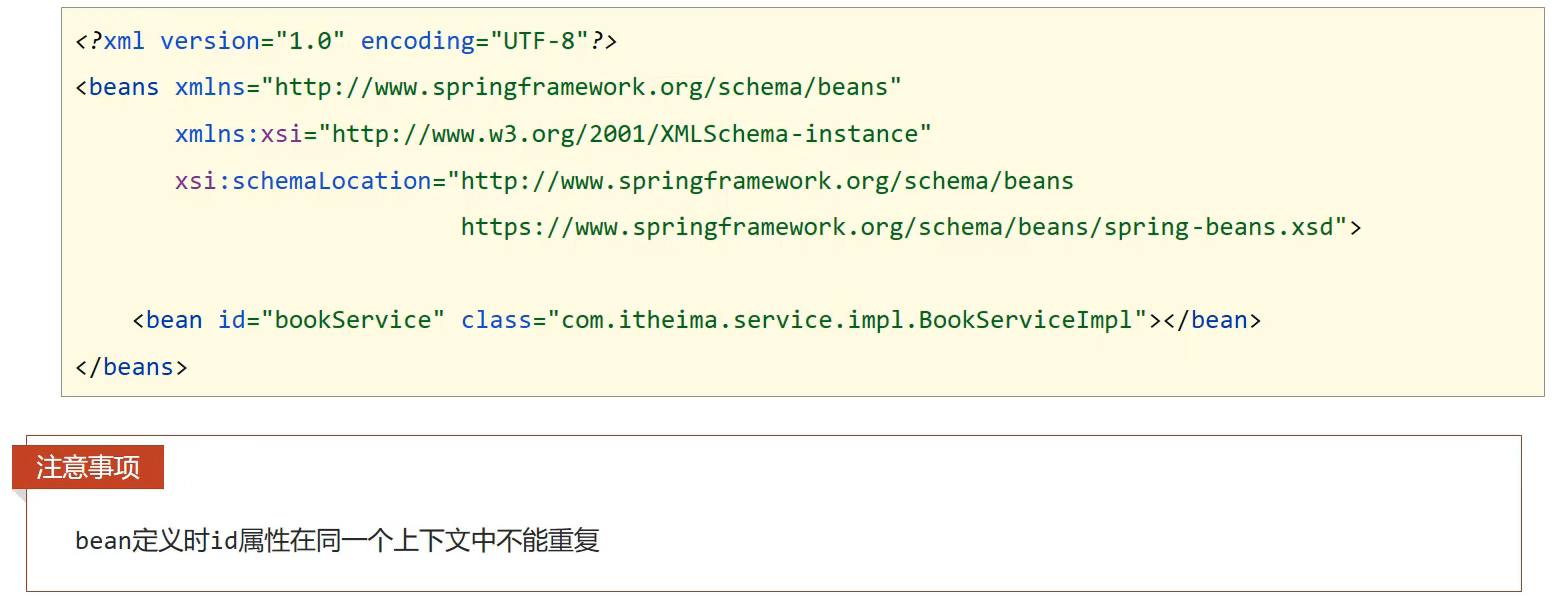 <?xml version="1.0" encoding="UTF-8"?>
<beans xmlns="http://www.springframework.org/schema/beans"
xmlns:xsi="http://www.w3.org/2001/XMLSchema-instance"
xsi:schemaLocation="http://www.springframework.org/schema/beans
https://www.springframework.org/schema/beans/spring-beans.xsd">
<bean id="bookService" class="com.itheima.service.impl.BookServiceImpl"></bean>
</beans>
注意事项
bean定义时id属性在同一个上下文中不能重复